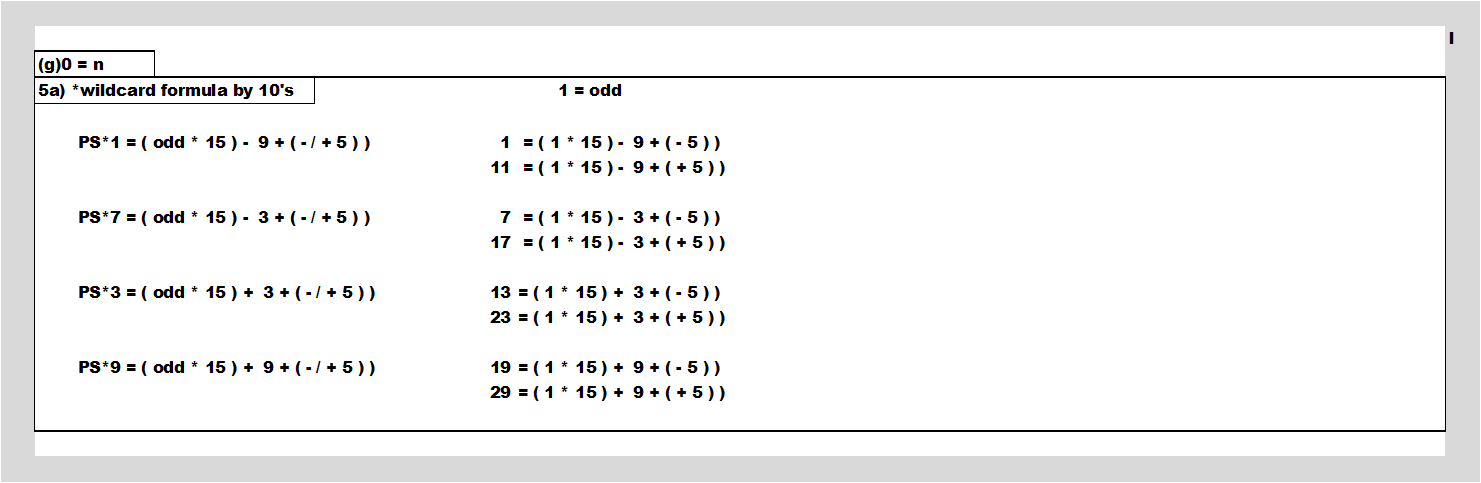 I
(g)0 = n
5a) *wildcard formula by 10's 1 = odd
PS*1 = ( odd * 15 ) - 9 + ( - / + 5 ) ) 1 = ( 1 * 15 ) - 9 + ( - 5 ) )
11 = ( 1 * 15 ) - 9 + ( + 5 ) )
PS*7 = ( odd * 15 ) - 3 + ( - / + 5 ) ) 7 = ( 1 * 15 ) - 3 + ( - 5 ) )
17 = ( 1 * 15 ) - 3 + ( + 5 ) )
PS*3 = ( odd * 15 ) + 3 + ( - / + 5 ) ) 13 = ( 1 * 15 ) + 3 + ( - 5 ) )
23 = ( 1 * 15 ) + 3 + ( + 5 ) )
PS*9 = ( odd * 15 ) + 9 + ( - / + 5 ) ) 19 = ( 1 * 15 ) + 9 + ( - 5 ) )
29 = ( 1 * 15 ) + 9 + ( + 5 ) )